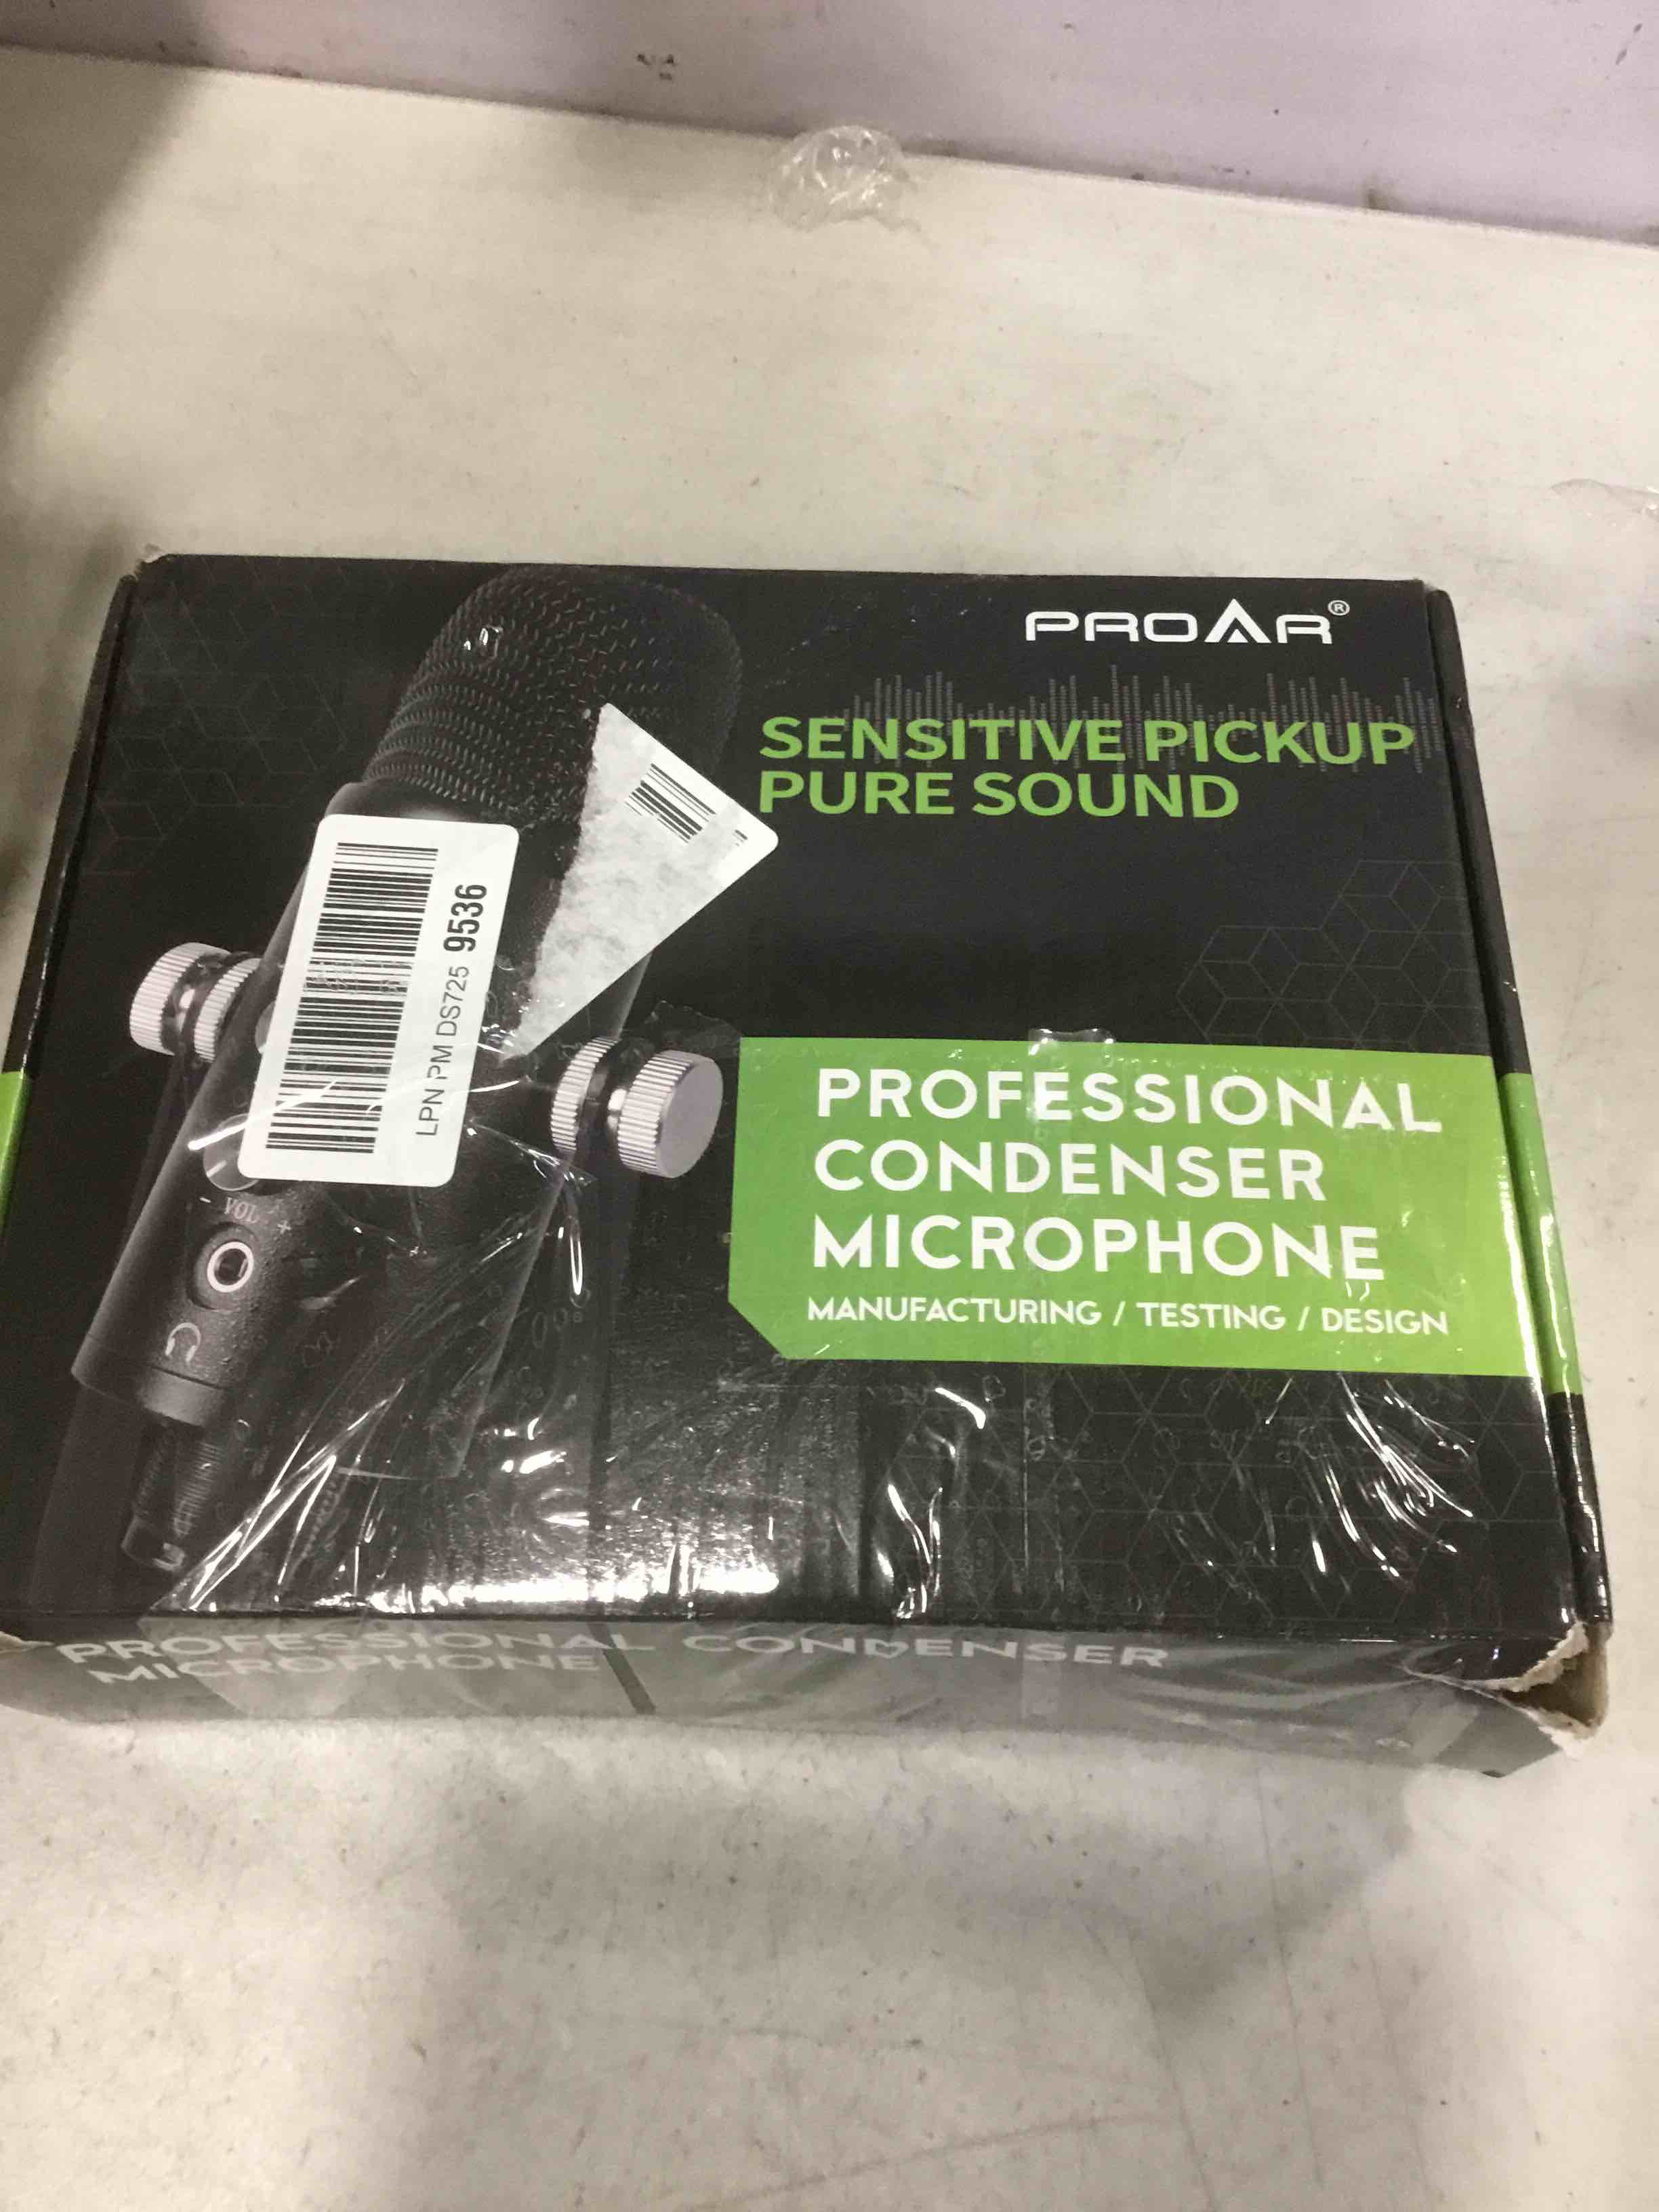 PROAR®
SENSITIVE PICKUP
PURE SOUND
LPN PM DS725 9536
PROFESSIONAL
CONDENSER
MICROPHONE
MANUFACTURING / TESTING / DESIGN
- VOL +
PROFESSIONAL CONDENSER
MICROPHONE